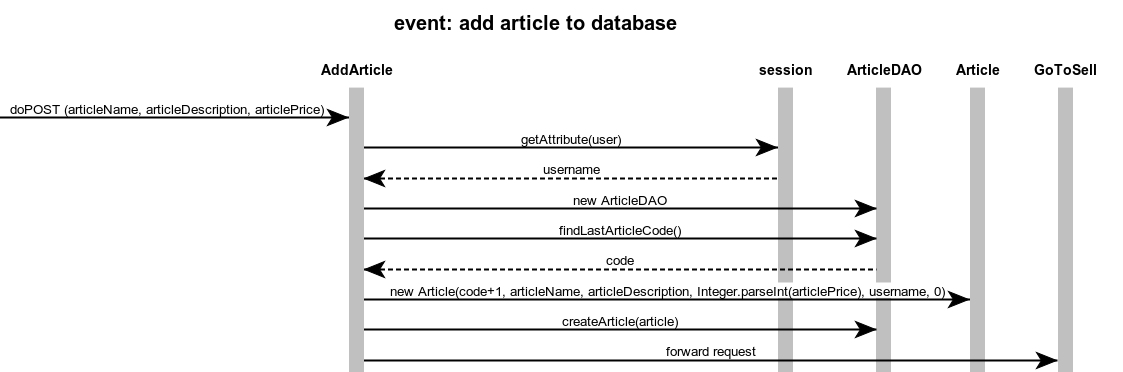 event: add article to database
AddArticle session ArticleDAO Article GoToSell
doPOST (articleName, articleDescription, articlePrice)
getAttribute(user)
username
new ArticleDAO
findLastArticleCode()
code
new Article(code+1, articleName, articleDescription, Integer.parseInt(articlePrice), username, 0)
createArticle(article)
forward request